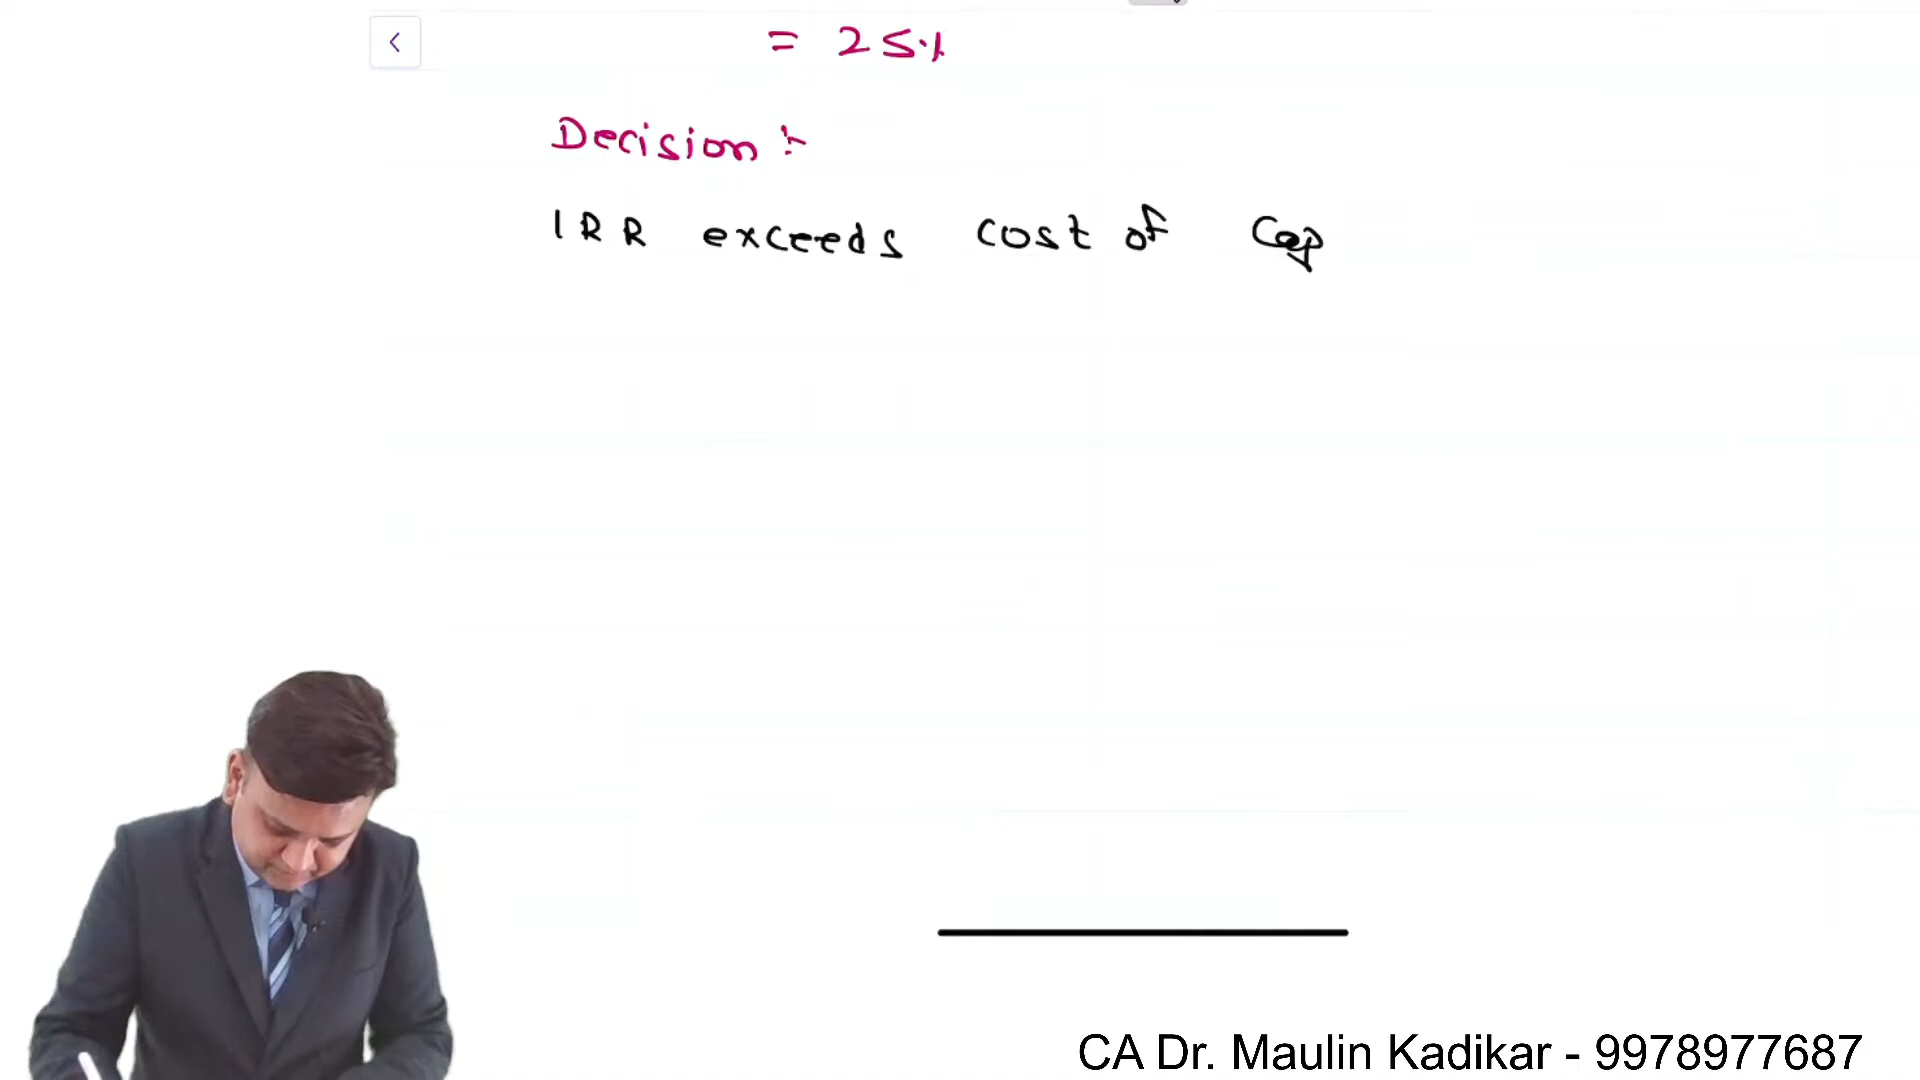 = 25%
Decision :-
IRR exceeds cost of Cap
CA Dr. Maulin Kadikar - 9978977687